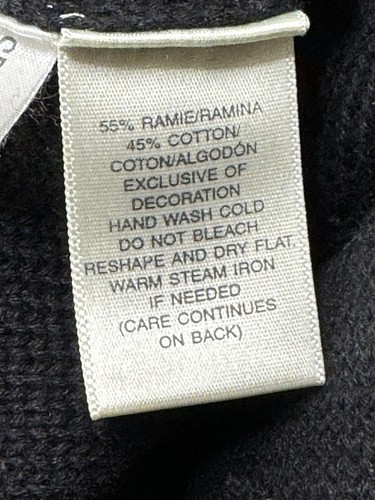 55% RAMIE/RAMINA
45% COTTON/
COTON/ALGODÓN
EXCLUSIVE OF
DECORATION
HAND WASH COLD
DO NOT BLEACH
RESHAPE AND DRY FLAT.
WARM STEAM IRON
IF NEEDED
(CARE CONTINUES
ON BACK)